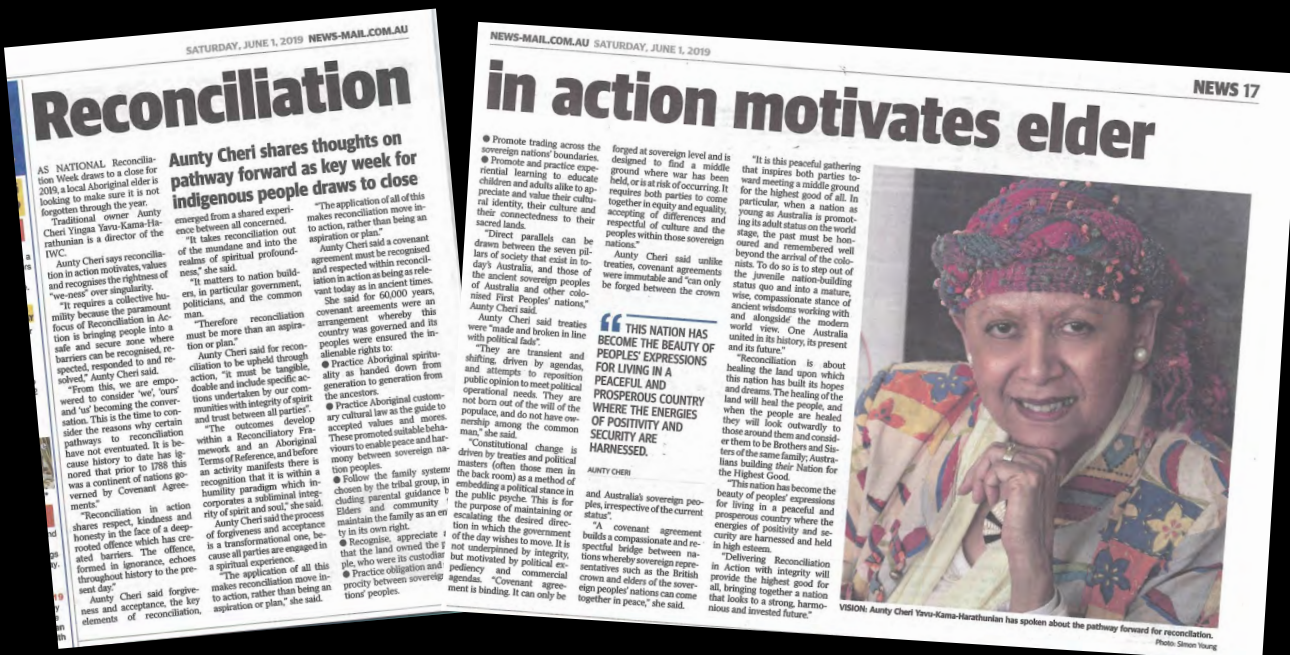 SATURDAY, JUNE 1, 2019 NEWS-MAIL.COM.AU
Reconciliation
Aunty Cheri shares thoughts on
pathway forward as key week for
indigenous people draws to close
AS NATIONAL Reconcilia-
tion Week draws to a close for
2019, a local Aboriginal elder is
looking to make sure it is not
forgotten through the year.
Traditional owner Aunty
Cheri Yingaa Yavu-Kama-Ha-
rathunian is a director of the
IWC.
Aunty Cheri says reconcilia-
tion in action motivates, values
and recognises the rightness of
"we-ness" over singularity.
"It requires a collective hu-
mility because the paramount
focus of Reconciliation in Ac-
tion is bringing people into a
safe and secure zone where
barriers can be recognised, re-
spected, responded to and re-
solved," Aunty Cheri said.
"From this, we are empo-
wered to consider 'we', 'ours'
and 'us' becoming the conver-
sation. This is the time to con-
sider the reasons why certain
pathways to reconciliation
have not eventuated. It is be-
cause history to date has ig-
nored that prior to 1788 this
was a continent of nations go-
verned by Covenant Agree-
ments."
"Reconciliation in action
shares respect, kindness and
honesty in the face of a deep-
rooted offence which has cre-
ated barriers. The offence,
formed in ignorance, echoes
throughout history to the pre-
sent day."
Aunty Cheri said forgive-
ness and acceptance, the key
elements of reconciliation,
emerged from a shared experi-
ence between all concerned.
"It takes reconciliation out
of the mundane and into the
realms of spiritual profound-
ness," she said.
"It matters to nation build-
ers, in particular government,
politicians, and the common
man.
"Therefore reconciliation
must be more than an aspira-
tion or plan."
Aunty Cheri said for recon-
ciliation to be upheld through
action, "it must be tangible,
doable and include specific ac-
tions undertaken by our com-
munities with integrity of spirit
and trust between all parties".
"The outcomes develop
within a Reconciliatory Fra-
mework and an Aboriginal
Terms of Reference, and before
an activity manifests there is
recognition that it is within a
humility paradigm which in-
corporates a subliminal integ-
rity of spirit and soul," she said.
Aunty Cheri said the process
of forgiveness and acceptance
is a transformational one, be-
cause all parties are engaged in
a spiritual experience.
"The application of all this
makes reconciliation move in-
to action, rather than being an
aspiration or plan," she said.
"The application of all of this
makes reconciliation move in-
to action, rather than being an
aspiration or plan."
Aunty Cheri said a covenant
agreement must be recognised
and respected within reconcil-
iation in action as being as rele-
vant today as in ancient times.
She said for 60,000 years,
covenant areements were an
arrangement whereby this
country was governed and its
peoples were ensured the in-
alienable rights to:
● Practice Aboriginal spiritu-
ality as handed down from
generation to generation from
the ancestors.
● Practice Aboriginal custom-
ary cultural law as the guide to
accepted values and mores.
These promoted suitable beha-
viours to enable peace and har-
mony between sovereign na-
tion peoples.
● Follow the family systems
chosen by the tribal group, in
cluding parental guidance b
Elders and community
maintain the family as an en
ty in its own right.
● Recognise, appreciate
that the land owned the p
ple, who were its custodian
● Practice obligation and
procity between sovereign
tions' peoples.
NEWS-MAIL.COM.AU SATURDAY, JUNE 1, 2019
NEWS 17
in action motivates elder
● Promote trading across the
sovereign nations' boundaries.
● Promote and practice expe-
riential learning to educate
children and adults alike to ap-
preciate and value their cultu-
ral identity, their culture and
their connectedness to their
sacred lands.
"Direct parallels can be
drawn between the seven pil-
lars of society that exist in to-
day's Australia, and those of
the ancient sovereign peoples
of Australia and other colo-
nised First Peoples' nations,"
Aunty Cheri said.
Aunty Cheri said treaties
were "made and broken in line
with political fads".
"They are transient and
shifting, driven by agendas,
and attempts to reposition
public opinion to meet political
operational needs. They are
not born out of the will of the
populace, and do not have ow-
nership among the common
man," she said.
"Constitutional change is
driven by treaties and political
masters (often those men in
the back room) as a method of
embedding a political stance in
the public psyche. This is for
the purpose of maintaining or
escalating the desired direc-
tion in which the government
of the day wishes to move. It is
not underpinned by integrity,
but motivated by political ex-
pediency and commercial
agendas. "Covenant agree-
ment is binding. It can only be
forged at sovereign level and is
designed to find a middle
ground where war has been
held, or is at risk of occurring. It
requires both parties to come
together in equity and equality,
accepting of differences and
respectful of culture and the
peoples within those sovereign
nations."
Aunty Cheri said unlike
treaties, covenant agreements
were immutable and "can only
be forged between the crown
“ THIS NATION HAS
BECOME THE BEAUTY OF
PEOPLES' EXPRESSIONS
FOR LIVING IN A
PEACEFUL AND
PROSPEROUS COUNTRY
WHERE THE ENERGIES
OF POSITIVITY AND
SECURITY ARE
HARNESSED.
AUNTY CHERI
and Australia's sovereign peo-
ples, irrespective of the current
status".
"A covenant agreement
builds a compassionate and re-
spectful bridge between na-
tions whereby sovereign repre-
sentatives such as the British
crown and elders of the sover-
eign peoples' nations can come
together in peace," she said.
"It is this peaceful gathering
that inspires both parties to-
ward meeting a middle ground
for the highest good of all. In
particular, when a nation as
young as Australia is promot-
ing its adult status on the world
stage, the past must be hon-
oured and remembered well
beyond the arrival of the colo-
nists. To do so is to step out of
the juvenile nation-building
status quo and into a mature,
wise, compassionate stance of
ancient wisdoms working with
and alongside the modern
world view. One Australia
united in its history, its present
and its future."
"Reconciliation is about
healing the land upon which
this nation has built its hopes
and dreams. The healing of the
land will heal the people, and
when the people are healed
they will look outwardly to
those around them and consid-
er them to be Brothers and Sis-
ters of the same family; Austra-
lians building their Nation for
the Highest Good.
"This nation has become the
beauty of peoples' expressions
for living in a peaceful and
prosperous country where the
energies of positivity and se-
curity are harnessed and held
in high esteem.
"Delivering Reconciliation
in Action with integrity will
provide the highest good for
all, bringing together a nation
that looks to a strong, harmo-
nious and invested future."
VISION: Aunty Cheri Yavu-Kama-Harathunian has spoken about the pathway forward for reconcilation.
Photo: Simon Young